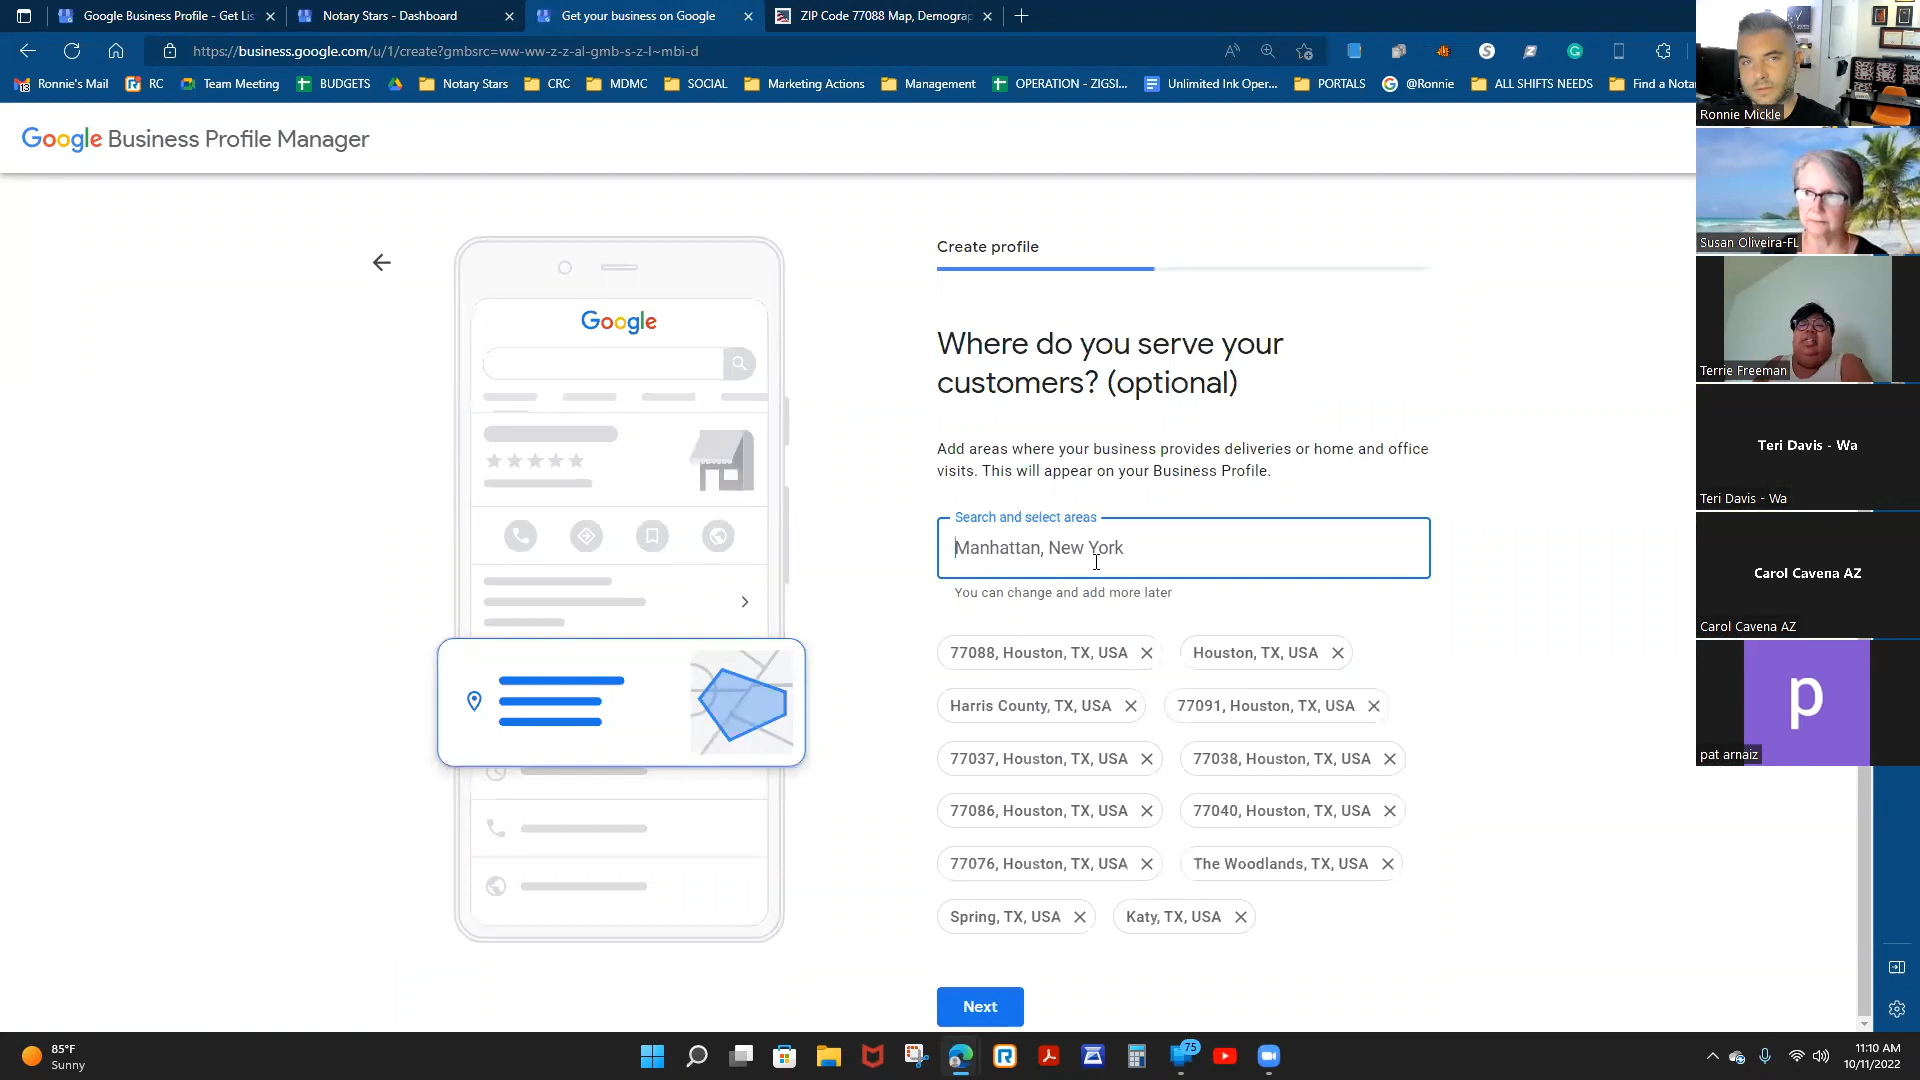 Google Business Profile - Get Lis
Notary Stars - Dashboard
Get your business on Google
ZIP Code 77088 Map, Demograp
https://business.google.com/u/1/create?gmbsrc=ww-ww-z-z-al-gmb-s-z-l~mbi-d
Ronnie's Mail
RC
Team Meeting
BUDGETS
Notary Stars
CRC
MDMC
SOCIAL
Marketing Actions
Management
OPERATION - ZIGSI...
Unlimited Ink Oper...
PORTALS
@Ronnie
ALL SHIFTS NEEDS
Find a Nota
Google Business Profile Manager
Google
Create profile
Where do you serve your
customers? (optional)
Add areas where your business provides deliveries or home and office
visits. This will appear on your Business Profile.
Search and select areas
Manhattan, New York
You can change and add more later
77088, Houston, TX, USA
Houston, TX, USA
Harris County, TX, USA
77091, Houston, TX, USA
77037, Houston, TX, USA
77038, Houston, TX, USA
77086, Houston, TX, USA
77040, Houston, TX, USA
77076, Houston, TX, USA
The Woodlands, TX, USA
Spring, TX, USA
Katy, TX, USA
Next
Ronnie Mickle
Susan Oliveira-FL
Terrie Freeman
Teri Davis - Wa
Teri Davis - Wa
Carol Cavena AZ
Carol Cavena AZ
p
pat arnaiz
85°F
Sunny
75
11:10 AM
10/11/2022